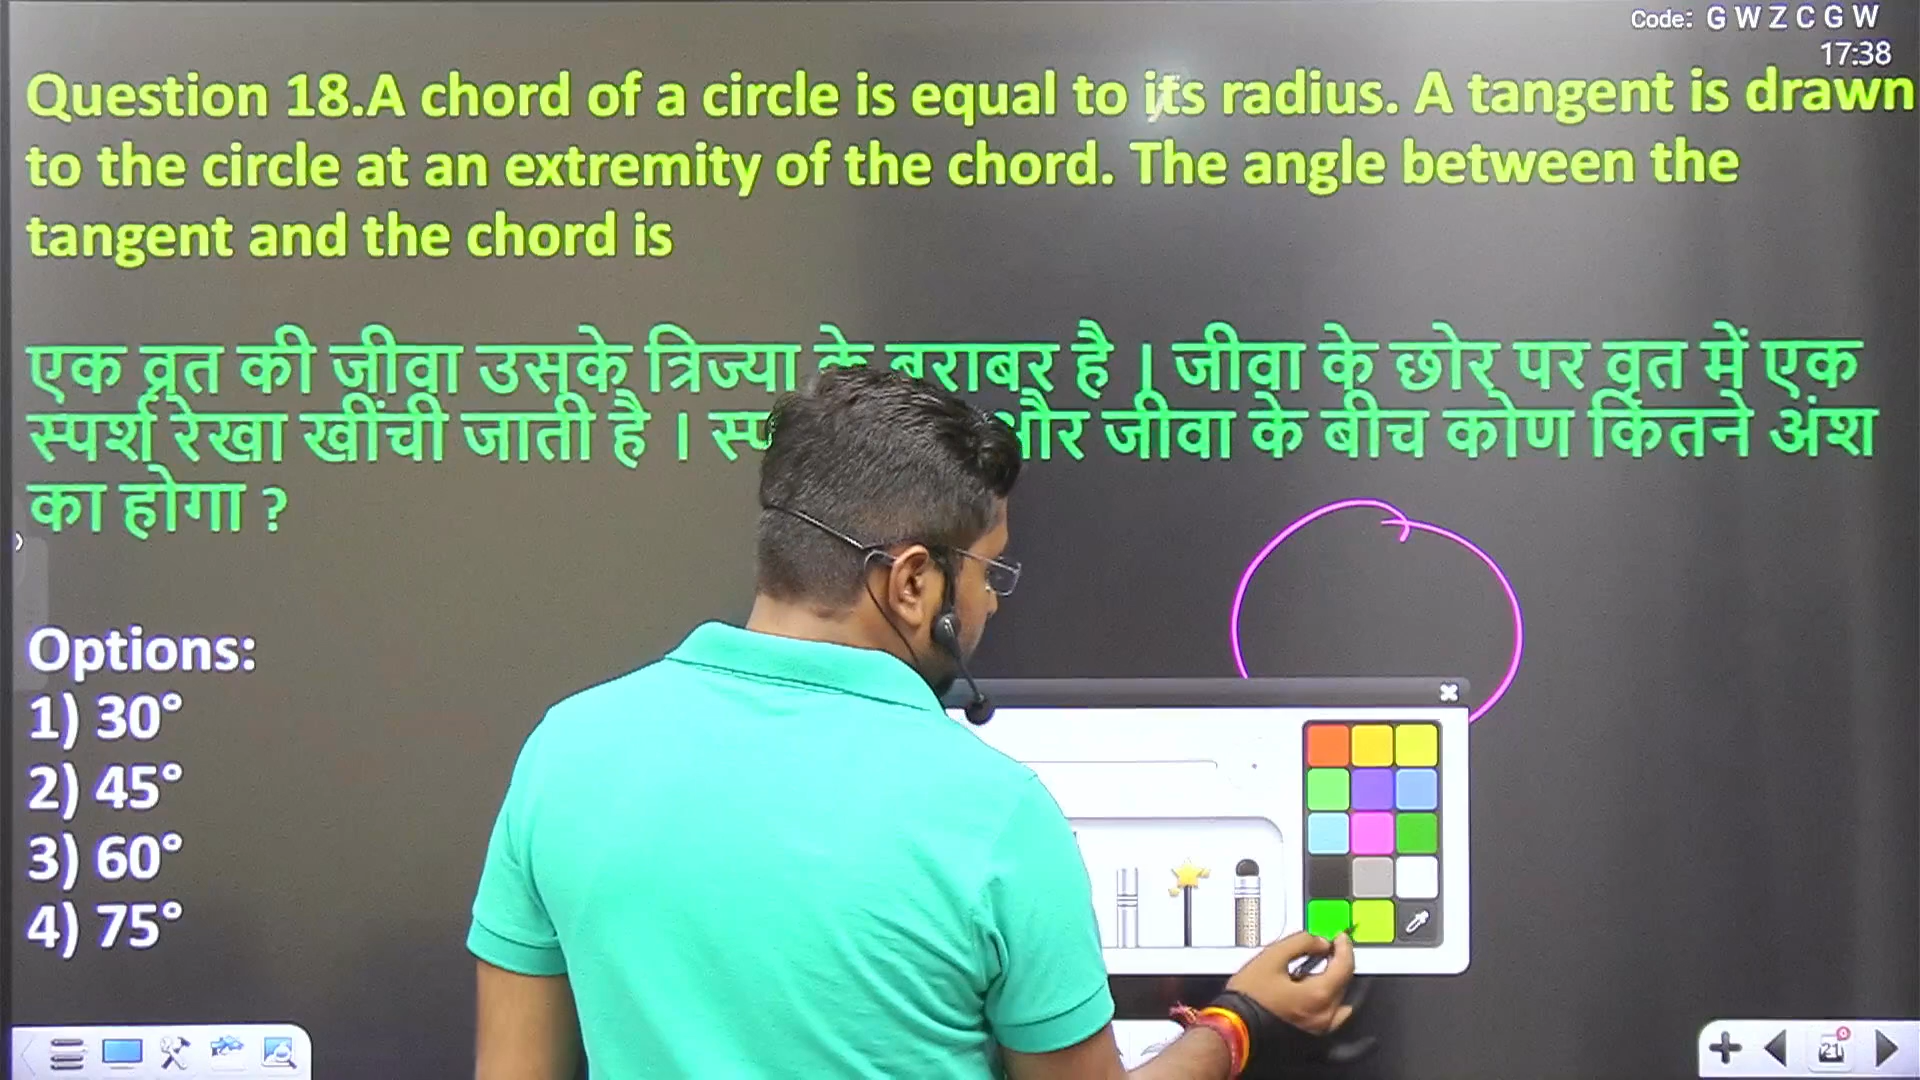 Code: G W Z C G W
17:38
Question 18.A chord of a circle is equal to its radius. A tangent is drawn
to the circle at an extremity of the chord. The angle between the
tangent and the chord is
एक व्रत की जीवा उसके त्रिज्या के बराबर है । जीवा के छोर पर वृत में एक
स्पर्श रेखा खींची जाती है । और जीवा के बीच कोण कितने अंश
का होगा ?
Options:
1) 30°
2) 45°
3) 60°
4) 75°
21